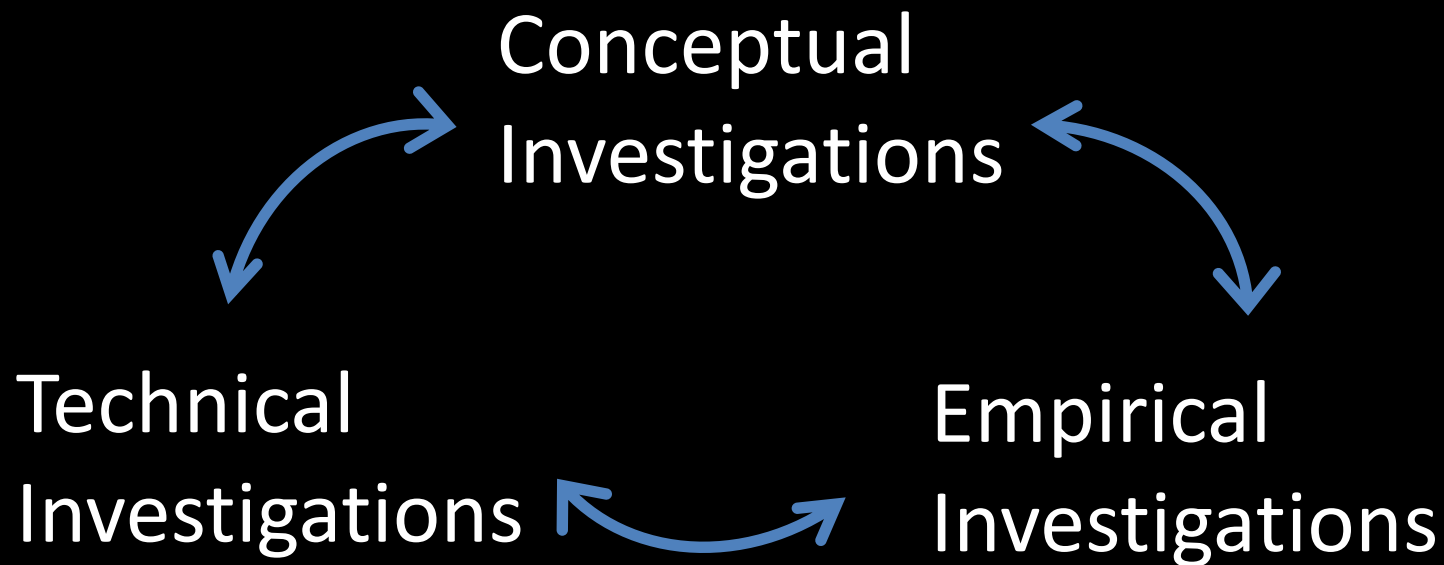 Conceptual
Investigations
Technical
Investigations
Empirical
Investigations